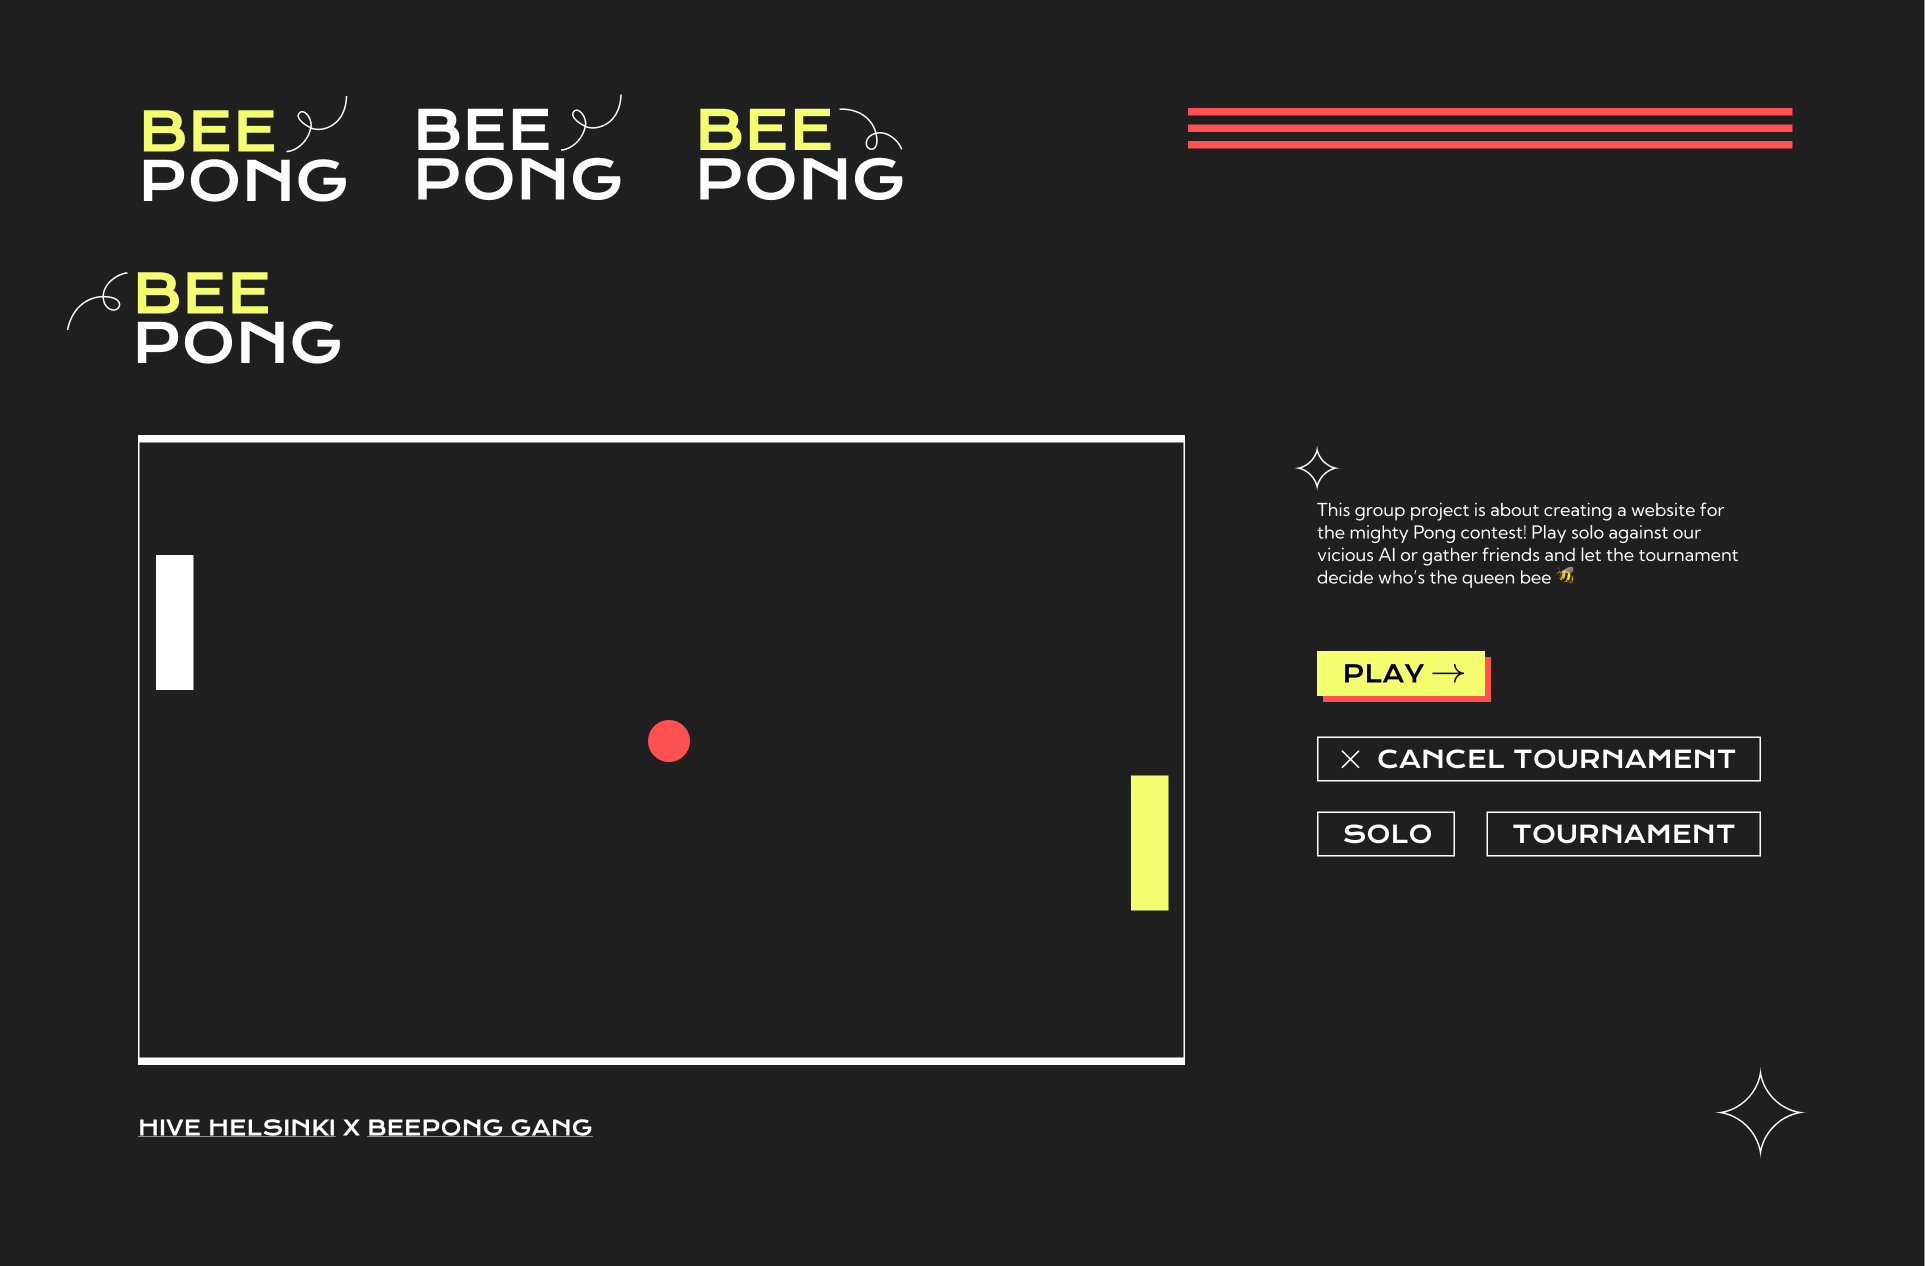 BEE
PONG
BEE
PONG
BEE
PONG
BEE
PONG
This group project is about creating a website for
the mighty Pong contest! Play solo against our
vicious AI or gather friends and let the tournament
decide who's the queen bee 🐝
PLAY →
× CANCEL TOURNAMENT
SOLO
TOURNAMENT
HIVE HELSINKI X BEEPONG GANG